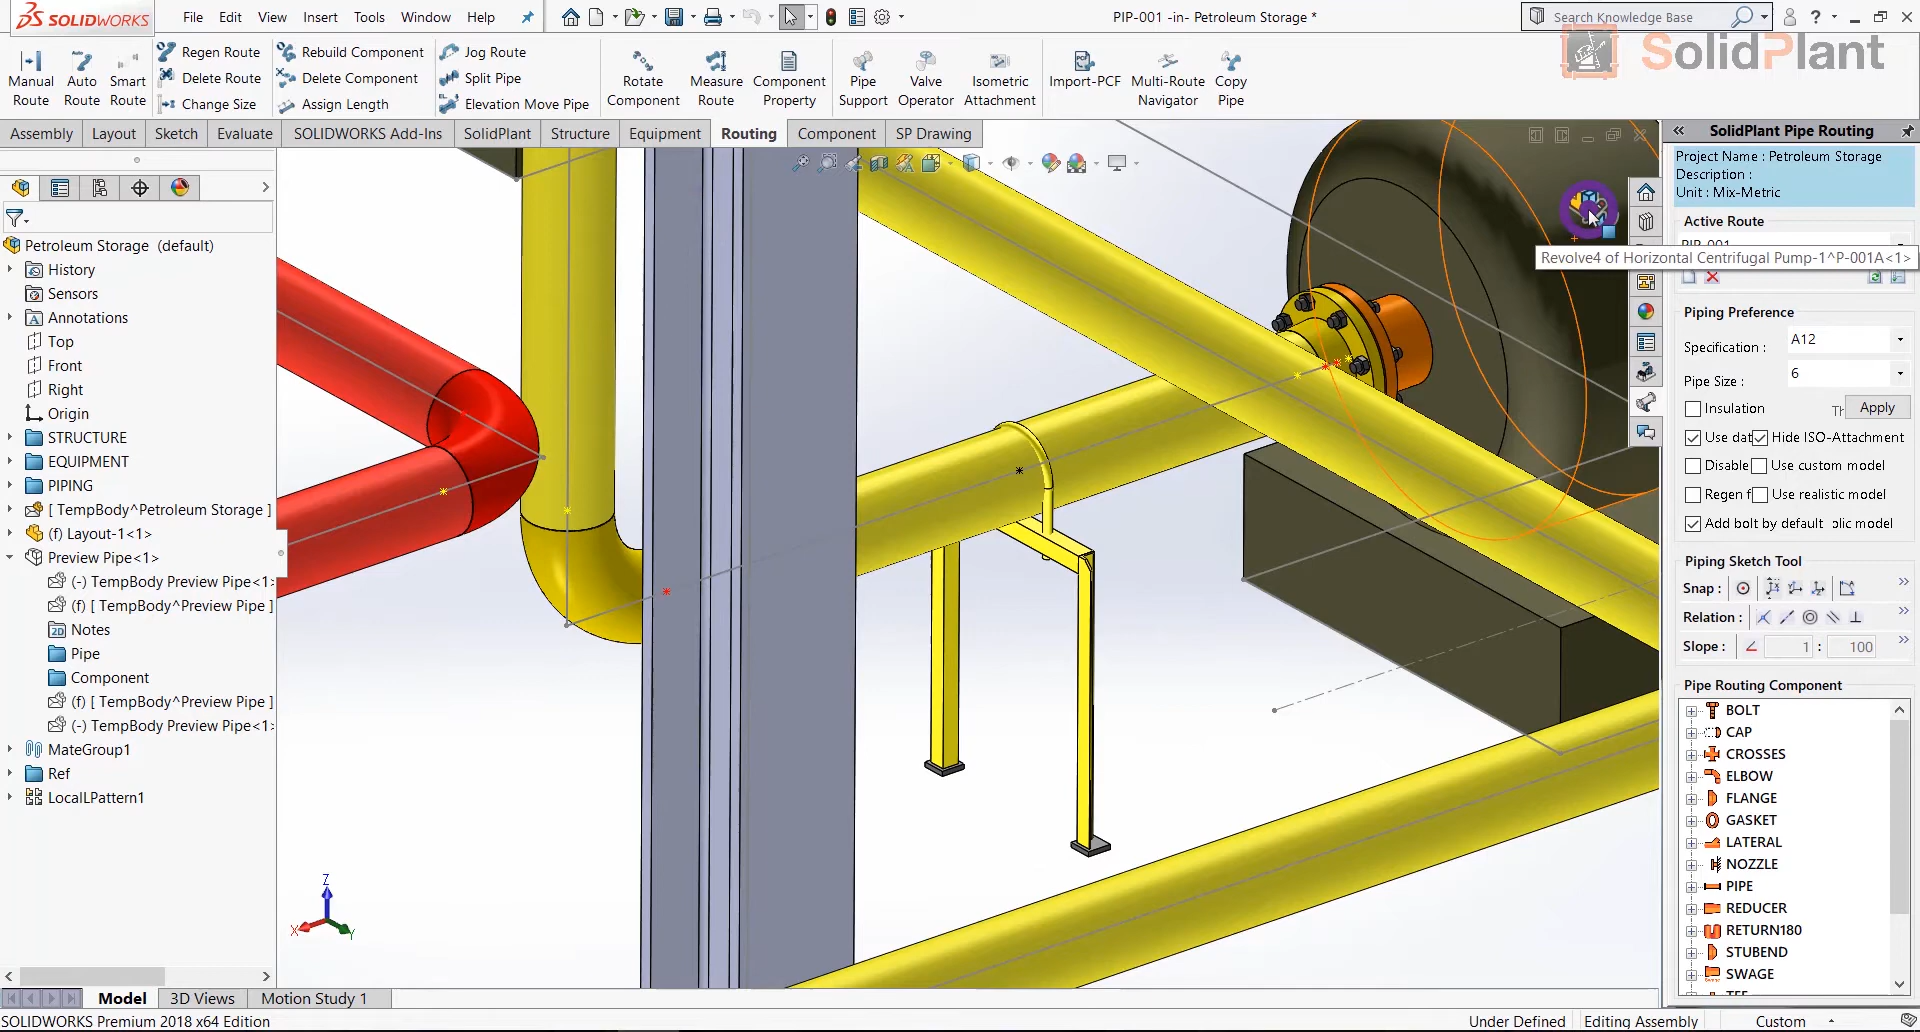 SOLIDWORKS
File Edit View Insert Tools Window Help
PIP-001 -in- Petroleum Storage *
Search Knowledge Base
SolidPlant
Manual Route
Auto Route
Smart Route
Regen Route
Delete Route
Change Size
Rebuild Component
Delete Component
Assign Length
Jog Route
Split Pipe
Elevation Move Pipe
Rotate Component
Measure Route
Component Property
Pipe Support
Valve Operator
Isometric Attachment
Import-PCF
Multi-Route Navigator
Copy Pipe
Assembly Layout Sketch Evaluate SOLIDWORKS Add-Ins SolidPlant Structure Equipment Routing Component SP Drawing
Petroleum Storage (default)
History
Sensors
Annotations
Top
Front
Right
Origin
STRUCTURE
EQUIPMENT
PIPING
[ TempBody^Petroleum Storage ]
(f) Layout-1<1>
Preview Pipe<1>
(-) TempBody Preview Pipe<1>
(f) [ TempBody^Preview Pipe ]
Notes
Pipe
Component
(f) [ TempBody^Preview Pipe ]
(-) TempBody Preview Pipe<1>
MateGroup1
Ref
LocalLPattern1
Z
X
Y
Revolve4 of Horizontal Centrifugal Pump-1^P-001A<1>
SolidPlant Pipe Routing
Project Name : Petroleum Storage
Description :
Unit : Mix-Metric
Active Route
PIP-001
Piping Preference
Specification : A12
Pipe Size : 6
Insulation Th Apply
Use dat Hide ISO-Attachment
Disable Use custom model
Regen f Use realistic model
Add bolt by default olic model
Piping Sketch Tool
Snap :
Relation :
Slope : 1 : 100
Pipe Routing Component
BOLT
CAP
CROSSES
ELBOW
FLANGE
GASKET
LATERAL
NOZZLE
PIPE
REDUCER
RETURN180
STUBEND
SWAGE
TEE
Model 3D Views Motion Study 1
SOLIDWORKS Premium 2018 x64 Edition
Under Defined Editing Assembly Custom